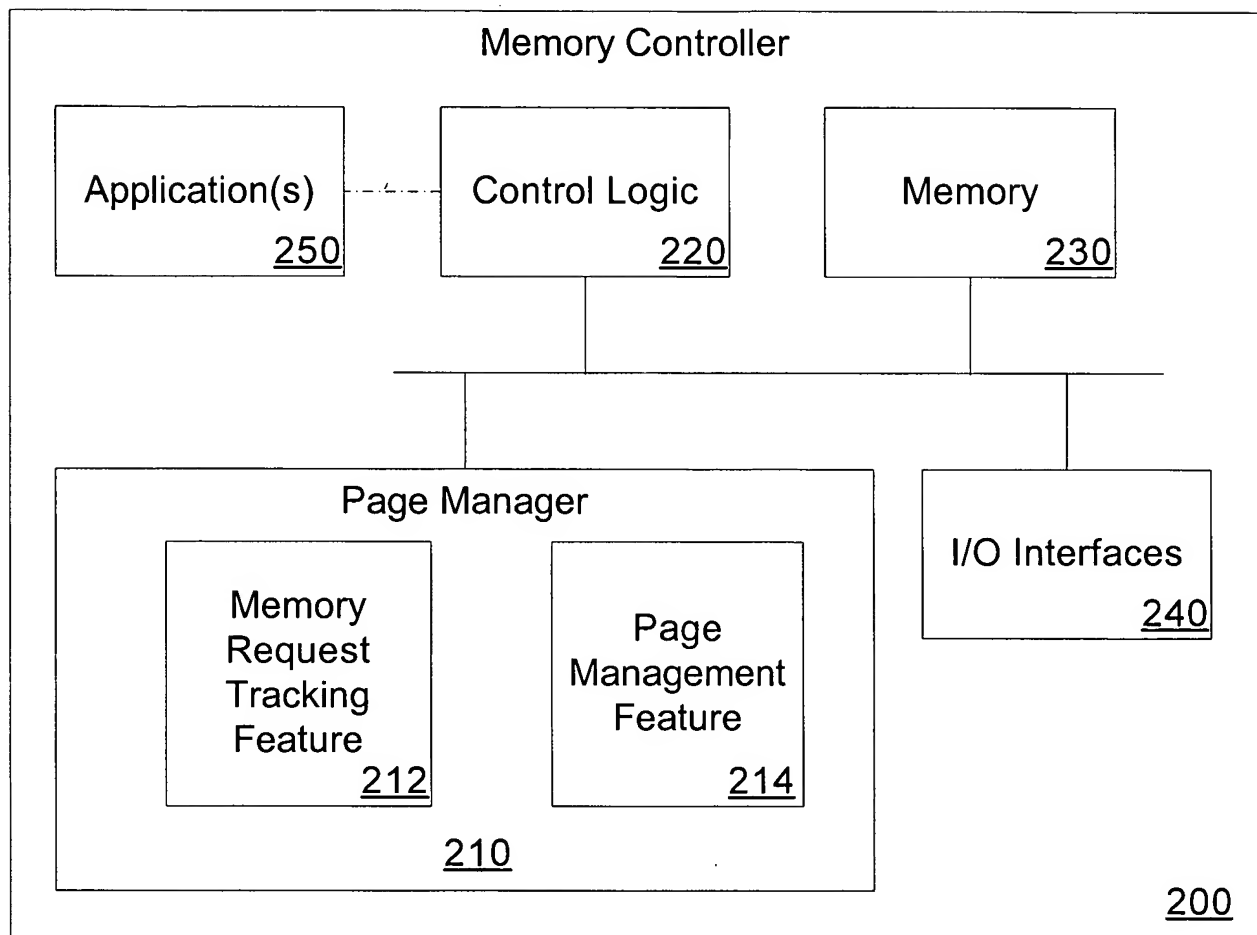 Memory Controller
Application(s)
250
Control Logic
220
Memory
230
Page Manager
Memory
Request
Tracking
Feature
212
Page
Management
Feature
214
210
I/O Interfaces
240
200